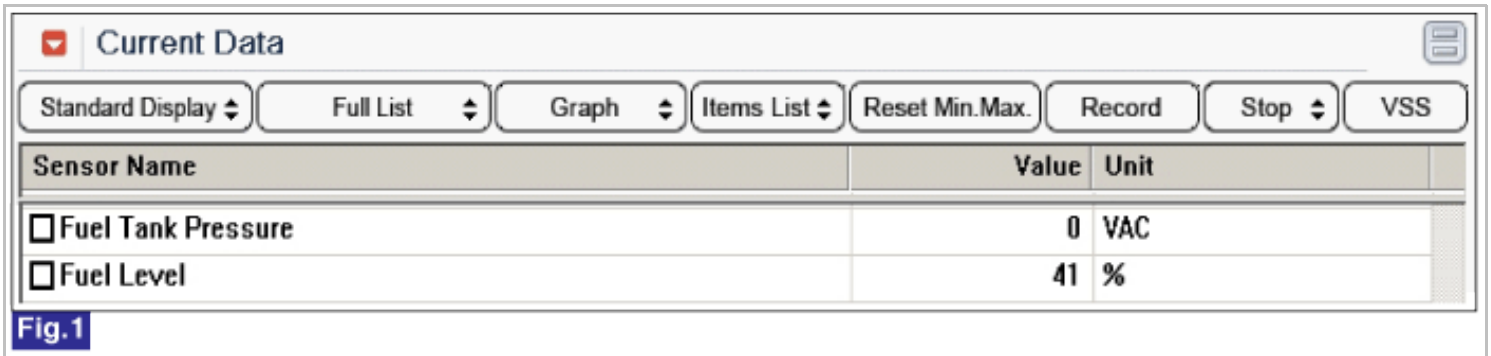 Current Data
Standard Display Full List Graph Items List Reset Min.Max. Record Stop VSS
Sensor Name Value Unit
Fuel Tank Pressure 0 VAC
Fuel Level 41 %
Fig.1